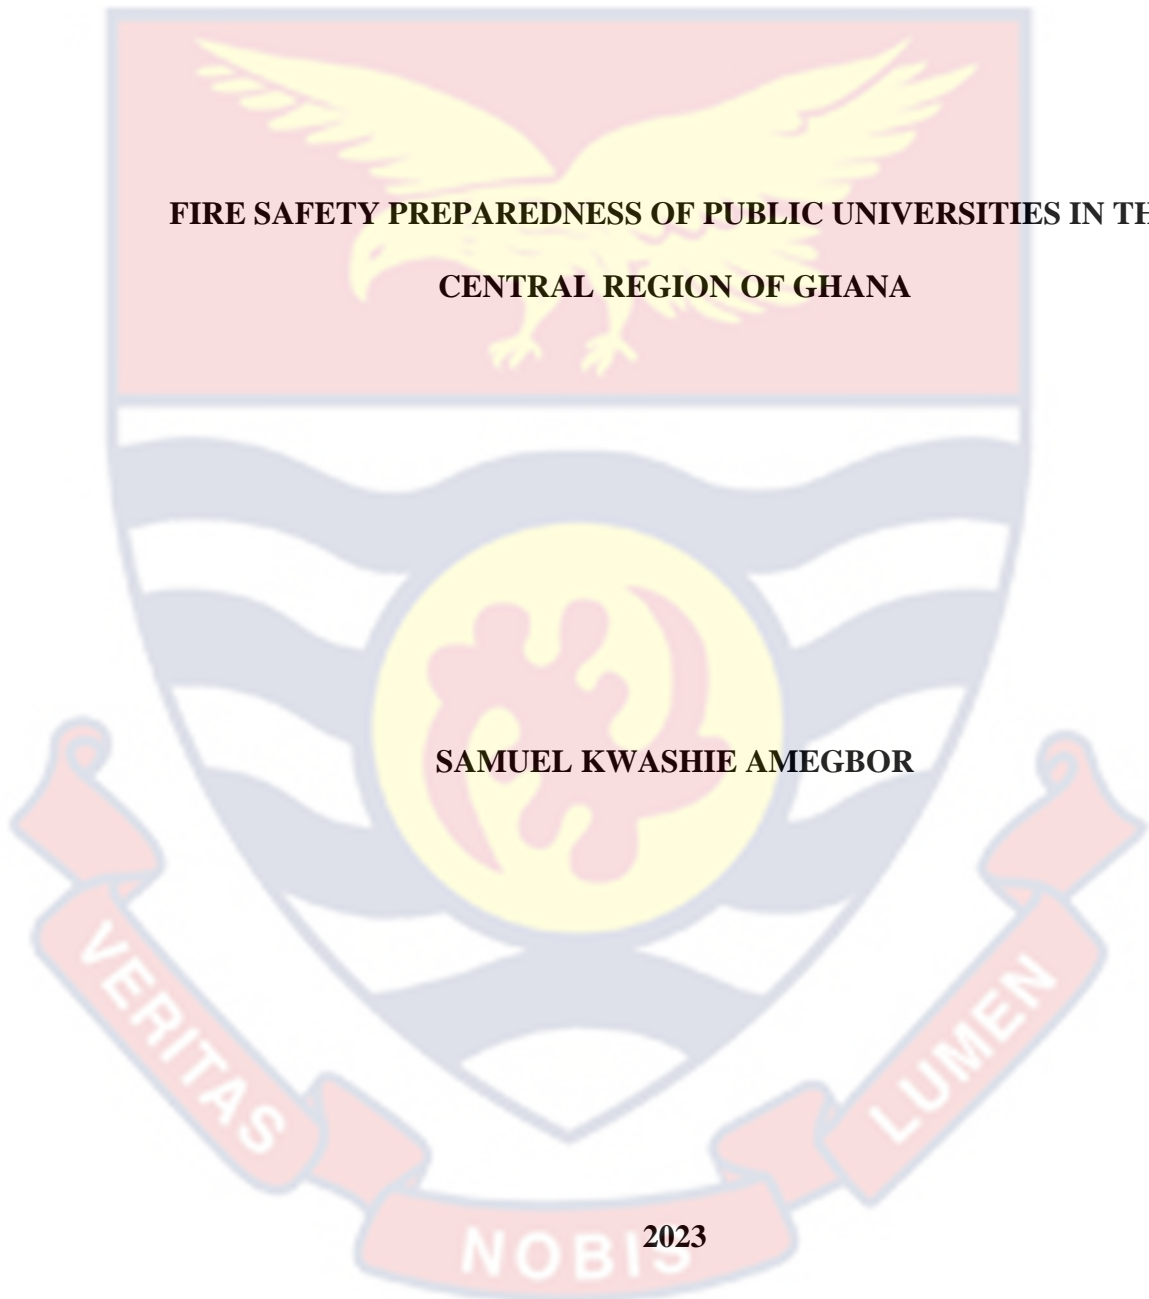 FIRE SAFETY PREPAREDNESS OF PUBLIC UNIVERSITIES IN TH
CENTRAL REGION OF GHANA
SAMUEL KWASHIE AMEGBOR
VERITAS
NOBIS
LUMEN
2023